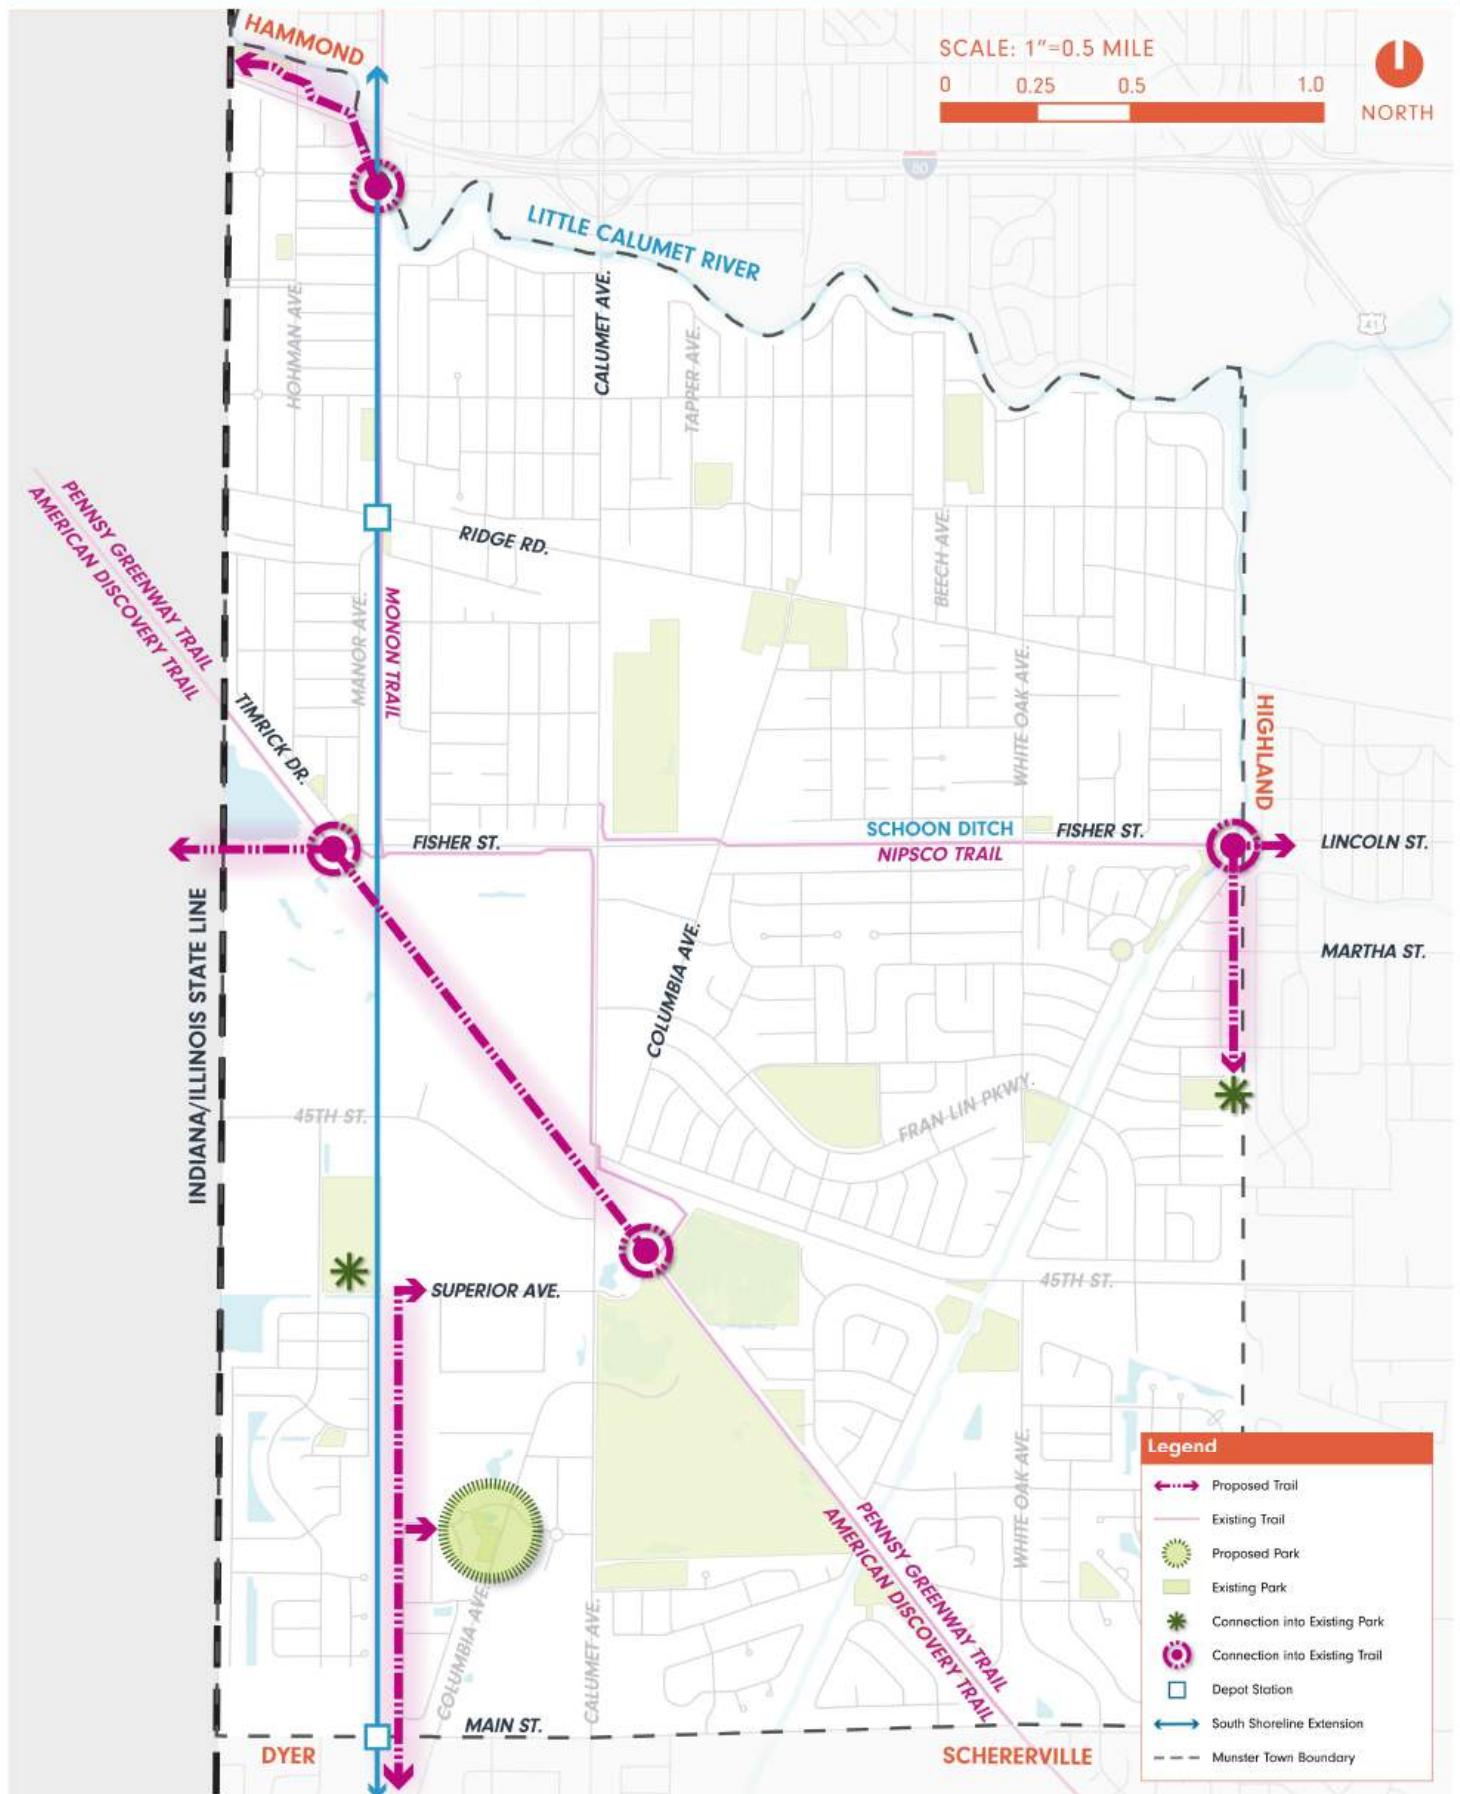 HAMMOND
SCALE: 1"=0.5 MILE
0 0.25 0.5 1.0
NORTH
80
LITTLE CALUMET RIVER
HOHMAN AVE.
CALUMET AVE.
TAPPER AVE.
41
PENNSY GREENWAY TRAIL
AMERICAN DISCOVERY TRAIL
RIDGE RD.
BEECH AVE.
MANOR AVE.
MONON TRAIL
WHITE OAK AVE.
TIMRICK DR.
HIGHLAND
FISHER ST.
SCHOON DITCH
FISHER ST.
LINCOLN ST.
NIPSCO TRAIL
INDIANA/ILLINOIS STATE LINE
COLUMBIA AVE.
MARTHA ST.
45TH ST.
FRAN LIN PKWY.
SUPERIOR AVE.
45TH ST.
WHITE OAK AVE.
PENNSY GREENWAY TRAIL
AMERICAN DISCOVERY TRAIL
COLUMBIA AVE.
CALUMET AVE.
MAIN ST.
DYER
SCHERERVILLE
Legend
Proposed Trail
Existing Trail
Proposed Park
Existing Park
Connection into Existing Park
Connection into Existing Trail
Depot Station
South Shoreline Extension
Munster Town Boundary